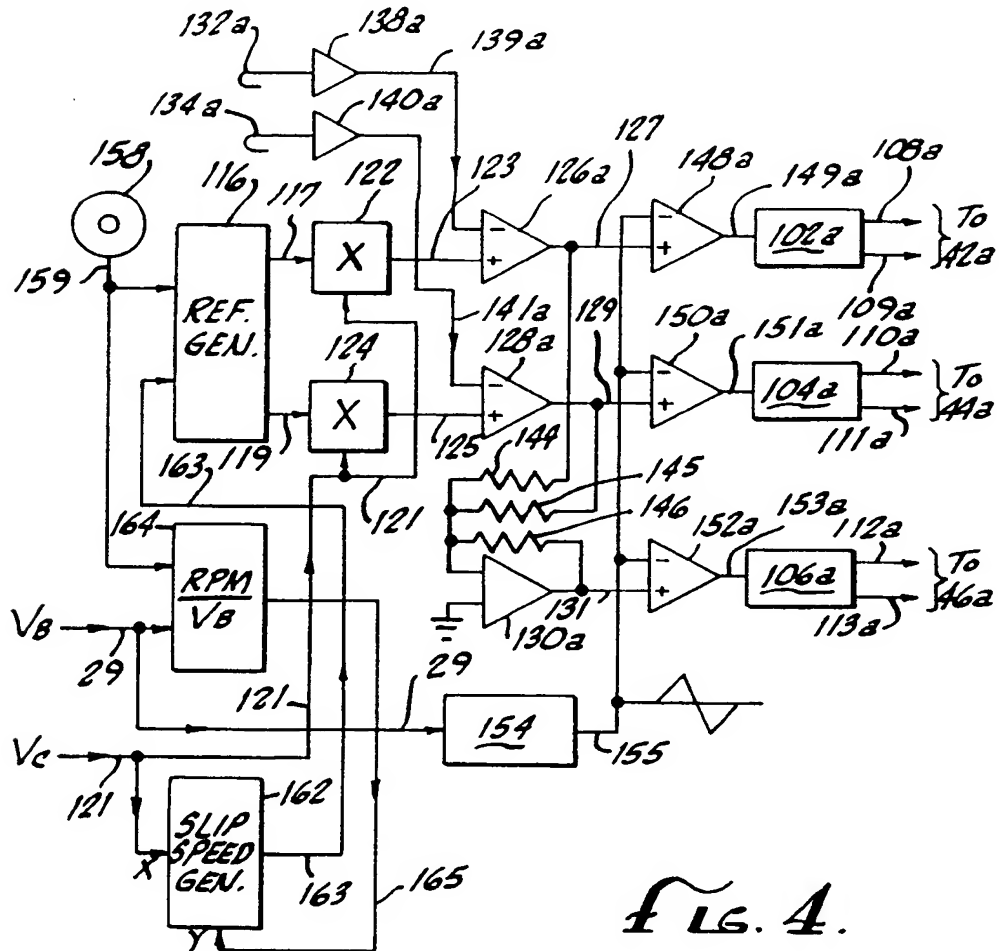 132a
138a
139a
134a
140a
158
116
117
122
123
126a
127
148a
149a
108a
X
102a
To
42a
109a
159
REF.
GEN.
141a
129
150a
151a
110a
124
128a
X
104a
To
44a
111a
119
125
144
163
121
145
164
146
152a
153a
112a
RPM
VB
131
106a
To
46a
113a
VB
29
130a
121
29
154
155
VC
121
162
SLIP
SPEED
GEN.
X
163
165
Y
FIG. 4.